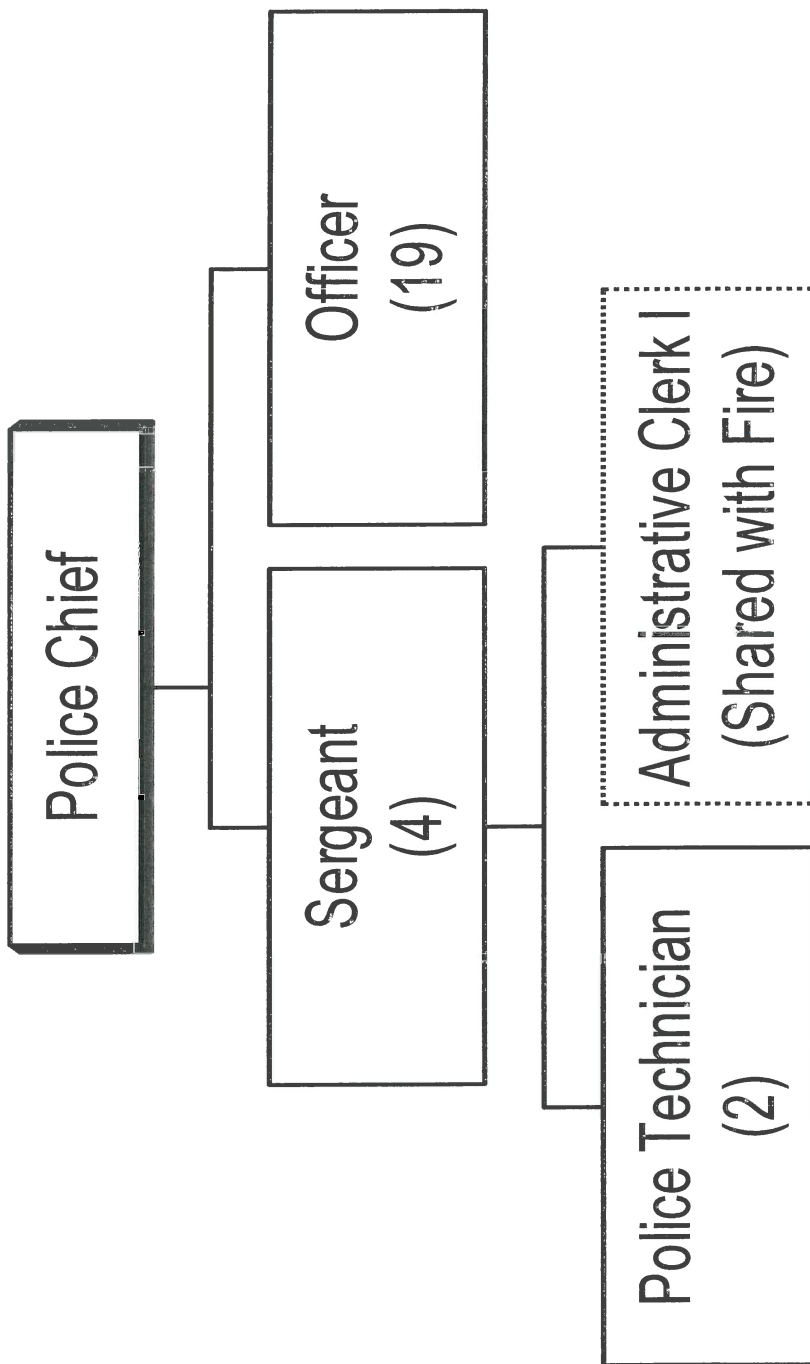 Police Chief
Sergeant
(4)
Officer
(19)
Police Technician
(2)
Administrative Clerk I
(Shared with Fire)